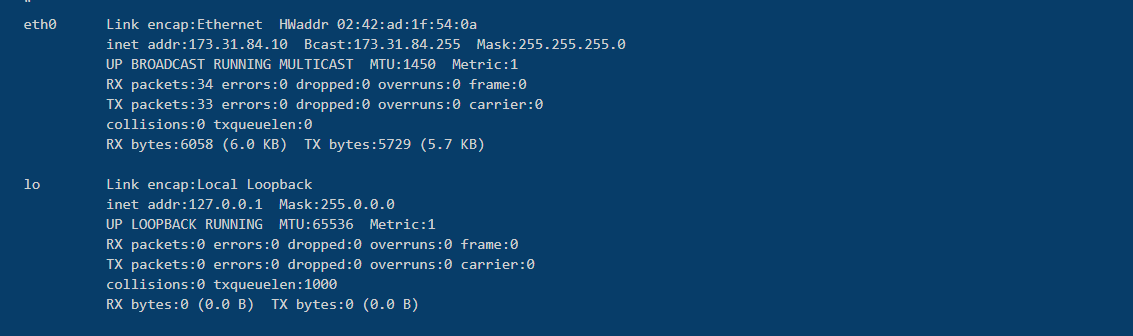 eth0 Link encap:Ethernet HWaddr 02:42:ad:1f:54:0a
inet addr:173.31.84.10 Bcast:173.31.84.255 Mask:255.255.255.0
UP BROADCAST RUNNING MULTICAST MTU:1450 Metric:1
RX packets:34 errors:0 dropped:0 overruns:0 frame:0
TX packets:33 errors:0 dropped:0 overruns:0 carrier:0
collisions:0 txqueuelen:0
RX bytes:6058 (6.0 KB) TX bytes:5729 (5.7 KB)
lo Link encap:Local Loopback
inet addr:127.0.0.1 Mask:255.0.0.0
UP LOOPBACK RUNNING MTU:65536 Metric:1
RX packets:0 errors:0 dropped:0 overruns:0 frame:0
TX packets:0 errors:0 dropped:0 overruns:0 carrier:0
collisions:0 txqueuelen:1000
RX bytes:0 (0.0 B) TX bytes:0 (0.0 B)